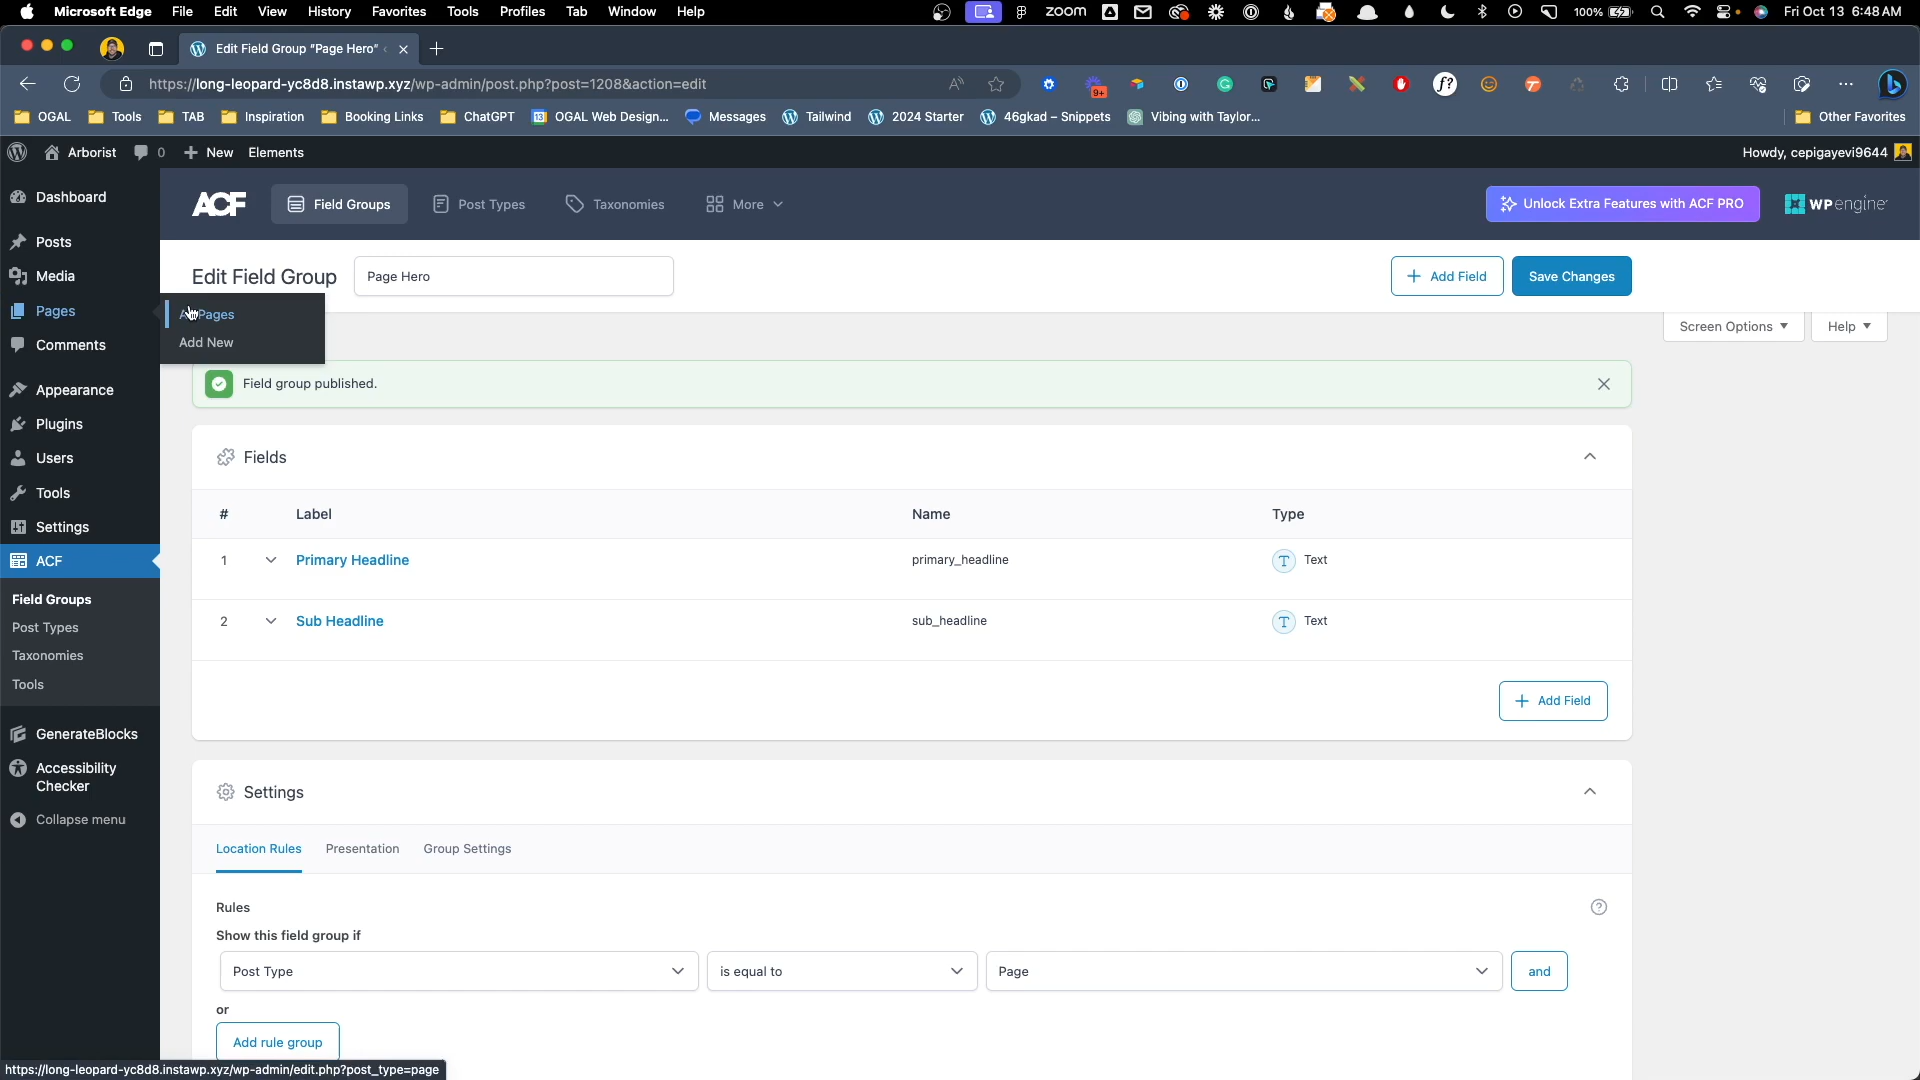 Microsoft Edge File Edit View History Favorites Tools Profiles Tab Window Help zoom 100% Fri Oct 13 6:48 AM
Edit Field Group "Page Hero"
https://long-leopard-yc8d8.instawp.xyz/wp-admin/post.php?post=1208&action=edit 9+ f?
OGAL Tools TAB Inspiration Booking Links ChatGPT OGAL Web Design... Messages Tailwind 2024 Starter 46gkad – Snippets Vibing with Taylor... Other Favorites
Arborist 0 New Elements Howdy, cepigayevi9644
Dashboard
Posts
Media
Pages
Comments
Appearance
Plugins
Users
Tools
Settings
ACF
Field Groups
Post Types
Taxonomies
Tools
GenerateBlocks
Accessibility
Checker
Collapse menu
All Pages
Add New
ACF Field Groups Post Types Taxonomies More Unlock Extra Features with ACF PRO WPengine
Edit Field Group Page Hero Add Field Save Changes
Screen Options Help
Field group published.
Fields
# Label Name Type
1 Primary Headline primary_headline T Text
2 Sub Headline sub_headline T Text
Add Field
Settings
Location Rules Presentation Group Settings
Rules
Show this field group if
Post Type is equal to Page and
or
Add rule group
https://long-leopard-yc8d8.instawp.xyz/wp-admin/edit.php?post_type=page